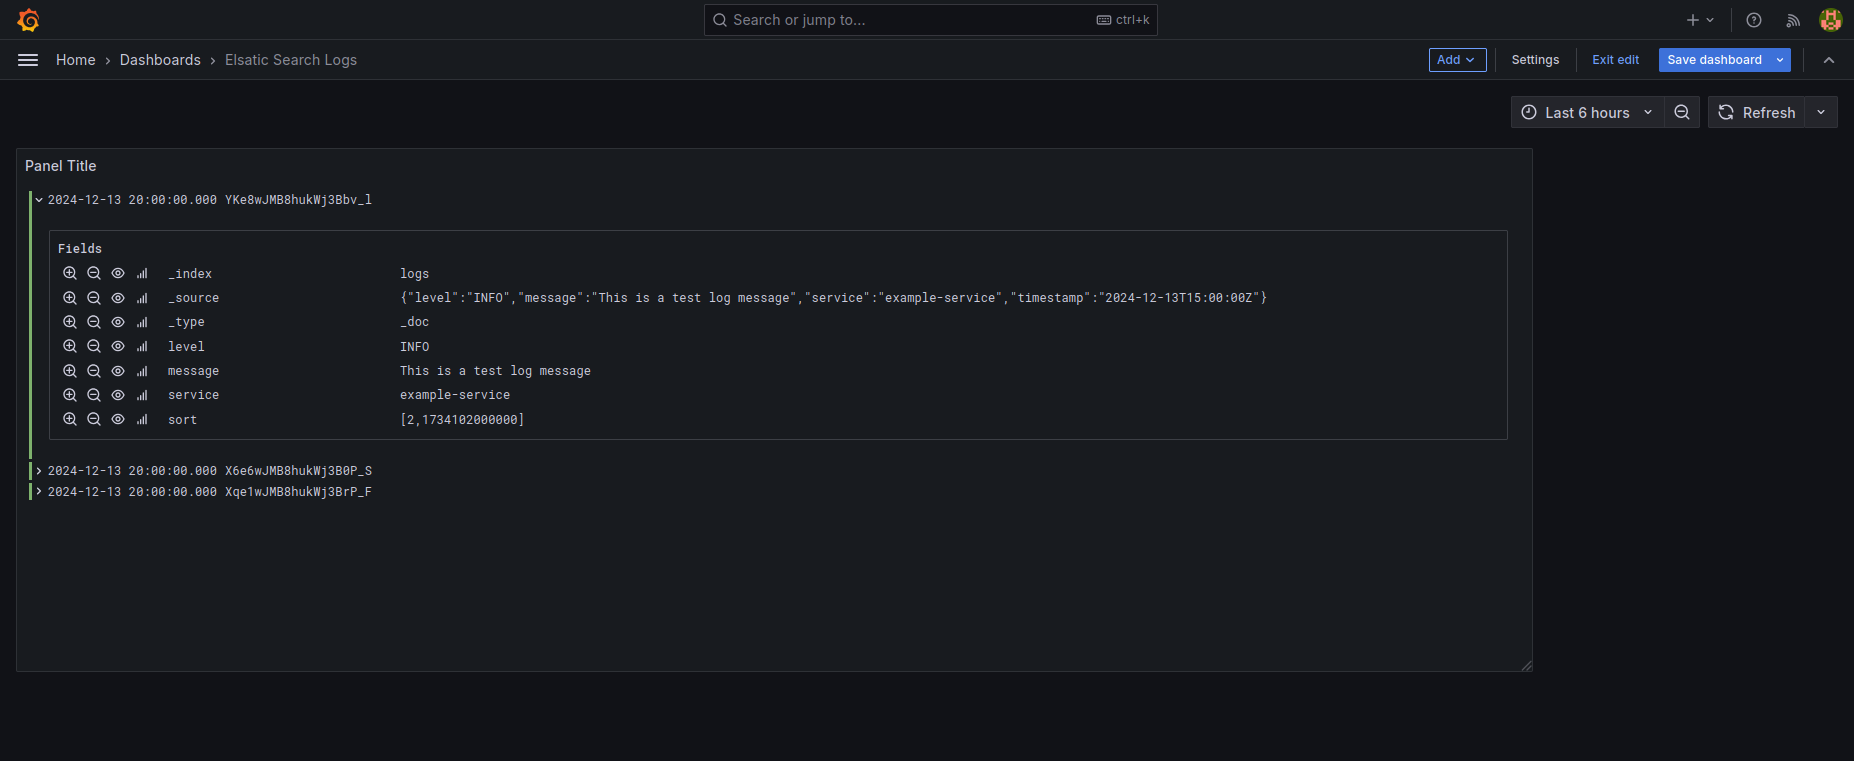 Search or jump to... ctrl+k
Home › Dashboards › Elsatic Search Logs Add Settings Exit edit Save dashboard
Last 6 hours Refresh
Panel Title
2024-12-13 20:00:00.000 YKe8wJMB8hukWj3Bbv_l
Fields
_index logs
_source {"level":"INFO","message":"This is a test log message","service":"example-service","timestamp":"2024-12-13T15:00:00Z"}
_type _doc
level INFO
message This is a test log message
service example-service
sort [2,1734102000000]
2024-12-13 20:00:00.000 X6e6wJMB8hukWj3B0P_S
2024-12-13 20:00:00.000 Xqe1wJMB8hukWj3BrP_F